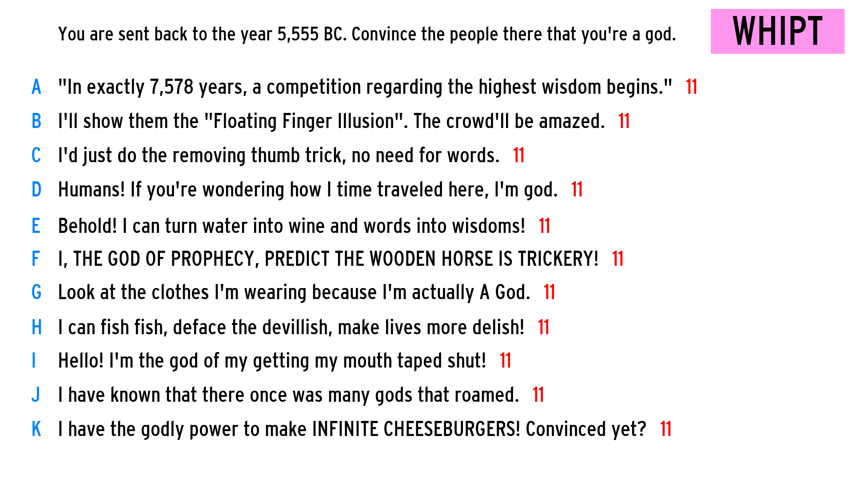 You are sent back to the year 5,555 BC. Convince the people there that you're a god.
WHIPT
A "In exactly 7,578 years, a competition regarding the highest wisdom begins." 11
B I'll show them the "Floating Finger Illusion". The crowd'll be amazed. 11
C I'd just do the removing thumb trick, no need for words. 11
D Humans! If you're wondering how I time traveled here, I'm god. 11
E Behold! I can turn water into wine and words into wisdoms! 11
F I, THE GOD OF PROPHECY, PREDICT THE WOODEN HORSE IS TRICKERY! 11
G Look at the clothes I'm wearing because I'm actually A God. 11
H I can fish fish, deface the devillish, make lives more delish! 11
I Hello! I'm the god of my getting my mouth taped shut! 11
J I have known that there once was many gods that roamed. 11
K I have the godly power to make INFINITE CHEESEBURGERS! Convinced yet? 11